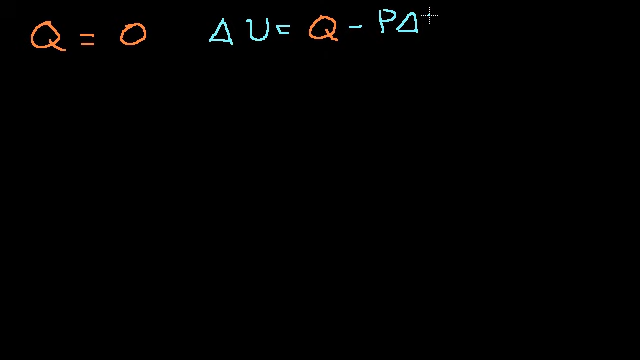 Q = 0 ΔU = Q - PΔ